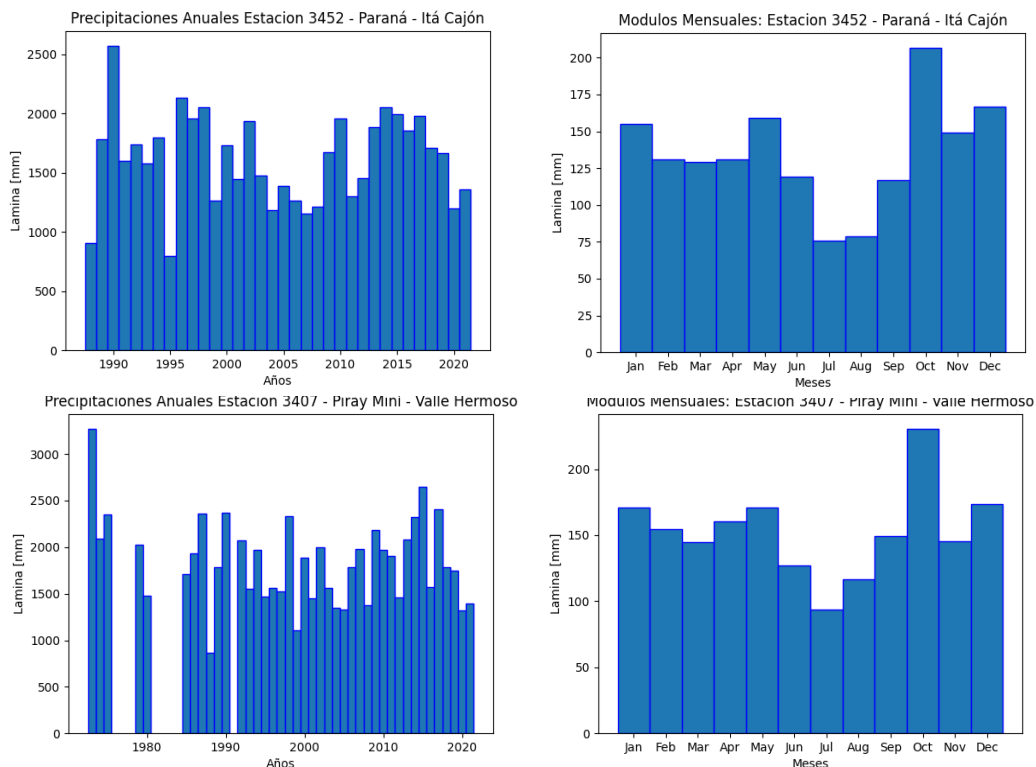 Precipitaciones Anuales Estacion 3452 - Paraná - Itá Cajón
Lamina [mm]
2500
2000
1500
1000
500
0
1990 1995 2000 2005 2010 2015 2020
Años
Modulos Mensuales: Estacion 3452 - Paraná - Itá Cajón
Lamina [mm]
200
175
150
125
100
75
50
25
0
Jan Feb Mar Apr May Jun Jul Aug Sep Oct Nov Dec
Meses
Precipitaciones Anuales Estacion 3407 - Piray Mini - Valle Hermoso
Lamina [mm]
3000
2500
2000
1500
1000
500
0
1980 1990 2000 2010 2020
Años
Modulos Mensuales: Estacion 3407 - Piray Mini - Valle Hermoso
Lamina [mm]
200
150
100
50
0
Jan Feb Mar Apr May Jun Jul Aug Sep Oct Nov Dec
Meses